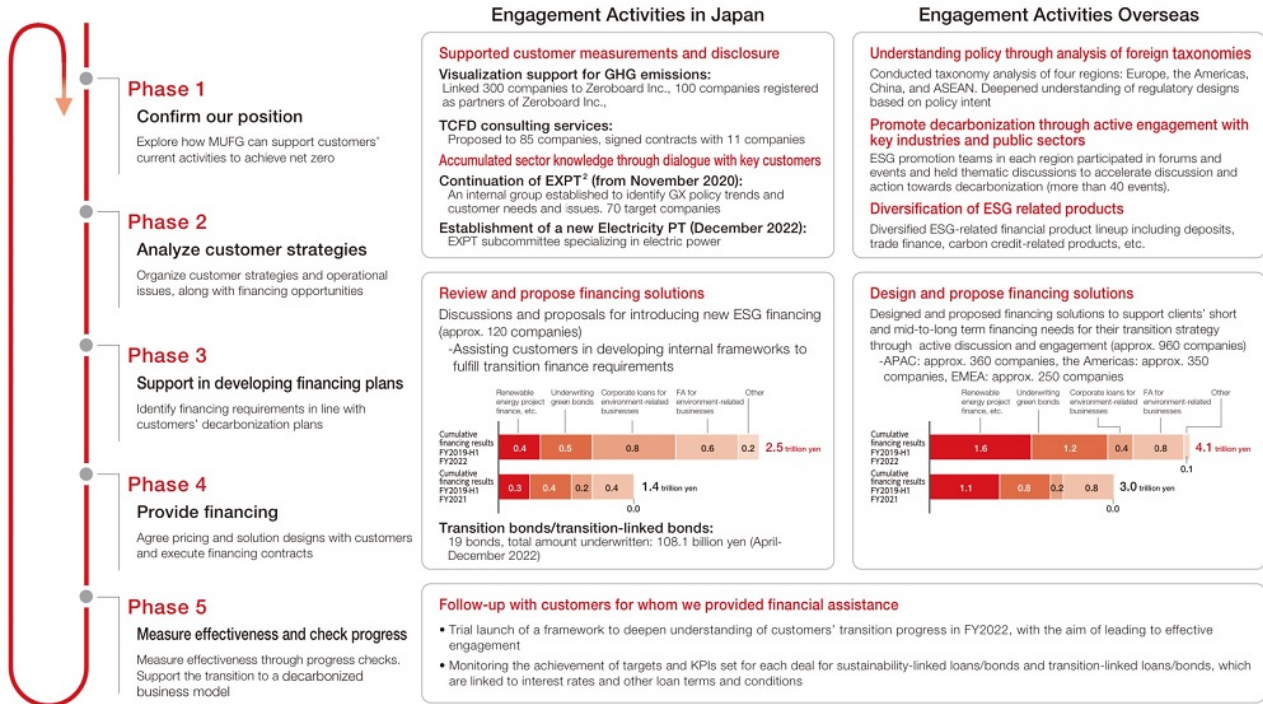 Engagement Activities in Japan
Engagement Activities Overseas
Phase 1
Confirm our position
Explore how MUFG can support customers'
current activities to achieve net zero
Phase 2
Analyze customer strategies
Organize customer strategies and operational
issues, along with financing opportunities
Phase 3
Support in developing financing plans
Identify financing requirements in line with
customers' decarbonization plans
Phase 4
Provide financing
Agree pricing and solution designs with customers
and execute financing contracts
Phase 5
Measure effectiveness and check progress
Measure effectiveness through progress checks.
Support the transition to a decarbonized
business model
Supported customer measurements and disclosure
Visualization support for GHG emissions:
Linked 300 companies to Zeroboard Inc., 100 companies registered
as partners of Zeroboard Inc.,
TCFD consulting services:
Proposed to 85 companies, signed contracts with 11 companies
Accumulated sector knowledge through dialogue with key customers
Continuation of EXPT² (from November 2020):
An internal group established to identify GX policy trends and
customer needs and issues. 70 target companies
Establishment of a new Electricity PT (December 2022):
EXPT subcommittee specializing in electric power
Understanding policy through analysis of foreign taxonomies
Conducted taxonomy analysis of four regions: Europe, the Americas,
China, and ASEAN. Deepened understanding of regulatory designs
based on policy intent
Promote decarbonization through active engagement with
key industries and public sectors
ESG promotion teams in each region participated in forums and
events and held thematic discussions to accelerate discussion and
action towards decarbonization (more than 40 events).
Diversification of ESG related products
Diversified ESG-related financial product lineup including deposits,
trade finance, carbon credit-related products, etc.
Review and propose financing solutions
Discussions and proposals for introducing new ESG financing
(approx. 120 companies)
-Assisting customers in developing internal frameworks to
fulfill transition finance requirements
Renewable energy project finance, etc.
Underwriting green bonds
Corporate loans for environment-related businesses
FA for environment-related businesses
Other
Cumulative
financing results
FY2019-H1
FY2022
0.4 0.5 0.8 0.6 0.2 2.5 trillion yen
Cumulative
financing results
FY2019-H1
FY2021
0.3 0.4 0.2 0.4 1.4 trillion yen
0.0
Transition bonds/transition-linked bonds:
19 bonds, total amount underwritten: 108.1 billion yen (April-
December 2022)
Design and propose financing solutions
Designed and proposed financing solutions to support clients' short
and mid-to-long term financing needs for their transition strategy
through active discussion and engagement (approx. 960 companies)
-APAC: approx. 360 companies, the Americas: approx. 350
companies, EMEA: approx. 250 companies
Renewable energy project finance, etc.
Underwriting green bonds
Corporate loans for environment-related businesses
FA for environment-related businesses
Other
Cumulative
financing results
FY2019-H1
FY2022
1.6 1.2 0.4 0.8 4.1 trillion yen
0.1
Cumulative
financing results
FY2019-H1
FY2021
1.1 0.8 0.2 0.8 3.0 trillion yen
0.0
Follow-up with customers for whom we provided financial assistance
• Trial launch of a framework to deepen understanding of customers' transition progress in FY2022, with the aim of leading to effective
engagement
• Monitoring the achievement of targets and KPIs set for each deal for sustainability-linked loans/bonds and transition-linked loans/bonds, which
are linked to interest rates and other loan terms and conditions